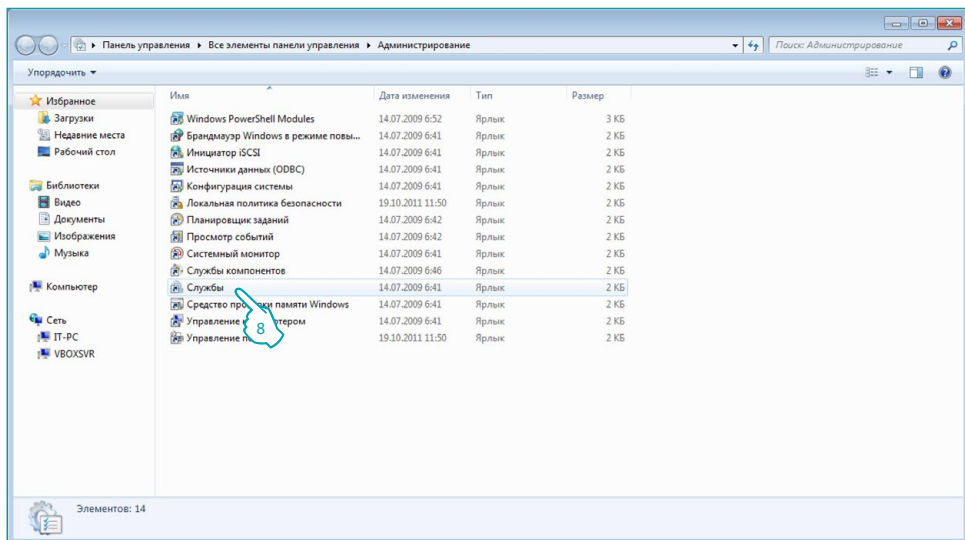 Панель управления ▸ Все элементы панели управления ▸ Администрирование
Поиск: Администрирование
Упорядочить
Имя Дата изменения Тип Размер
Избранное
Загрузки
Недавние места
Рабочий стол
Библиотеки
Видео
Документы
Изображения
Музыка
Компьютер
Сеть
IT-PC
VBOXSVR
Windows PowerShell Modules 14.07.2009 6:52 Ярлык 3 КБ
Брандмауэр Windows в режиме повы... 14.07.2009 6:41 Ярлык 2 КБ
Инициатор iSCSI 14.07.2009 6:41 Ярлык 2 КБ
Источники данных (ODBC) 14.07.2009 6:41 Ярлык 2 КБ
Конфигурация системы 14.07.2009 6:41 Ярлык 2 КБ
Локальная политика безопасности 19.10.2011 11:50 Ярлык 2 КБ
Планировщик заданий 14.07.2009 6:42 Ярлык 2 КБ
Просмотр событий 14.07.2009 6:42 Ярлык 2 КБ
Системный монитор 14.07.2009 6:41 Ярлык 2 КБ
Службы компонентов 14.07.2009 6:46 Ярлык 2 КБ
Службы 14.07.2009 6:41 Ярлык 2 КБ
Средство памяти Windows 14.07.2009 6:41 Ярлык 2 КБ
Управление 14.07.2009 6:41 Ярлык 2 КБ
Управление 19.10.2011 11:50 Ярлык 2 КБ
8
Элементов: 14